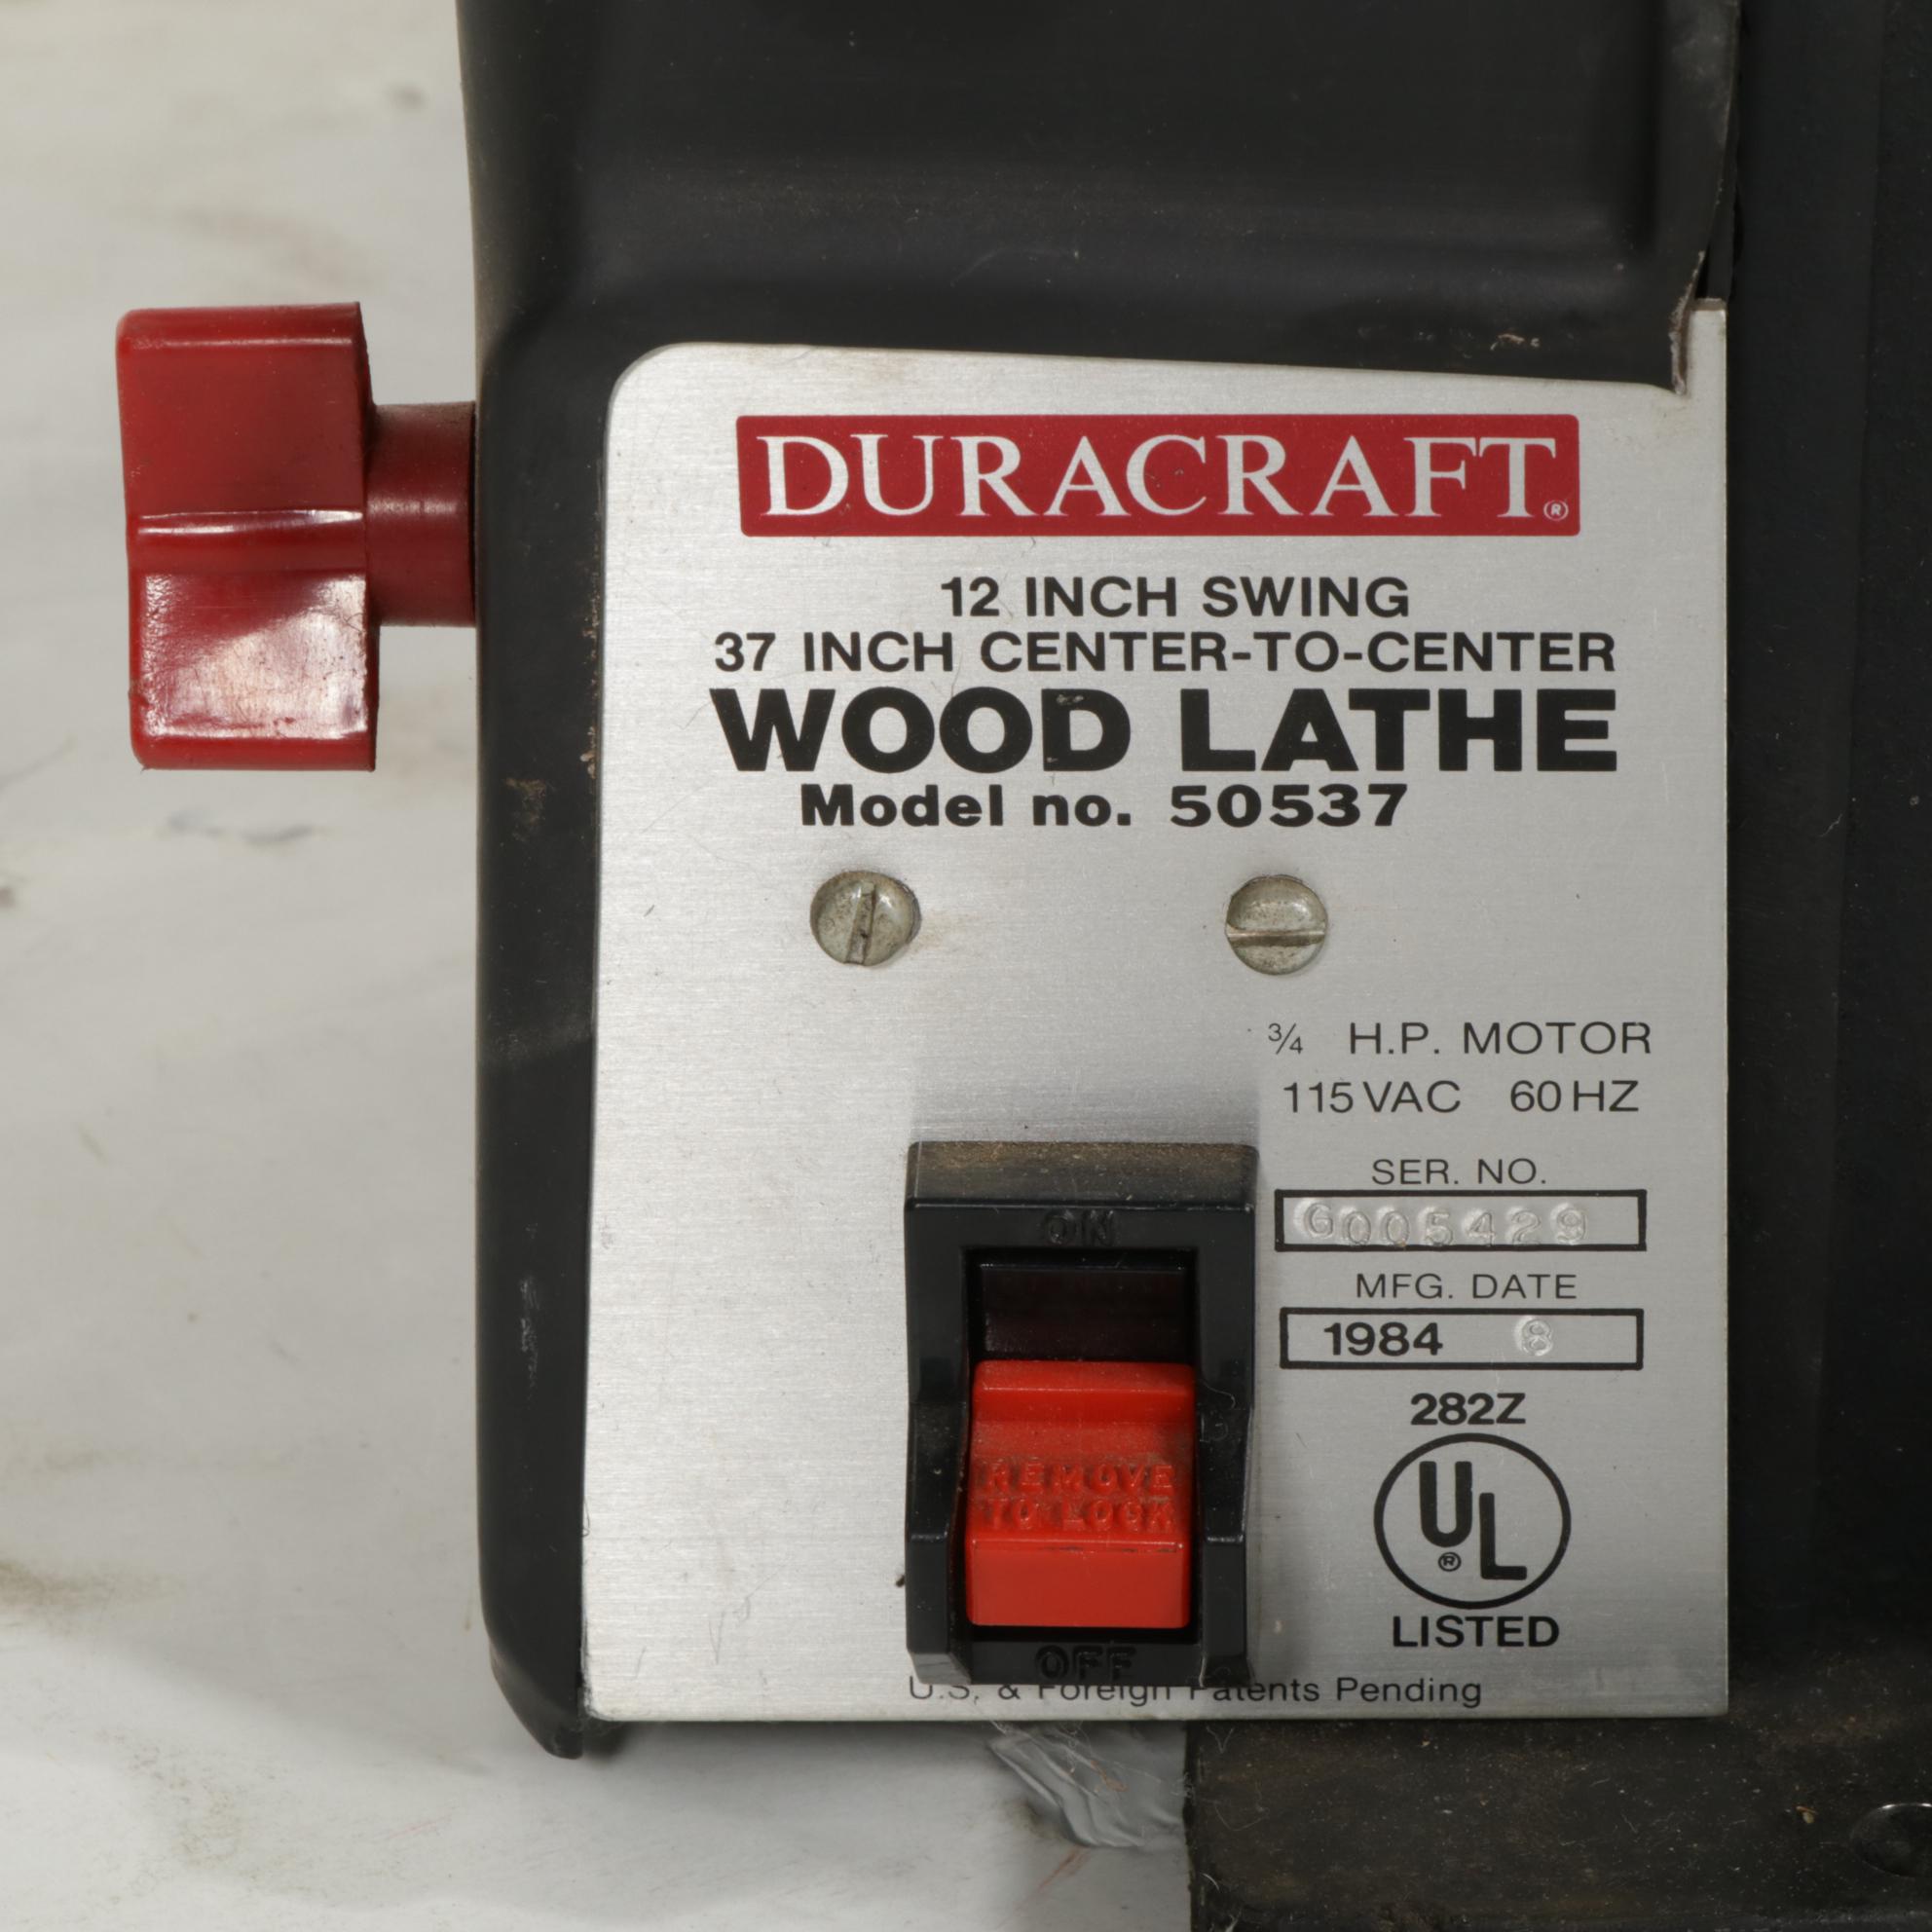 DURACRAFT®
12 INCH SWING
37 INCH CENTER-TO-CENTER
WOOD LATHE
Model no. 50537
¾ H.P. MOTOR
115 VAC 60 HZ
SER. NO.
G005429
MFG. DATE
1984 8
282Z
UL®
LISTED
ON
REMOVE
TO LOCK
OFF
U.S. & Foreign Patents Pending